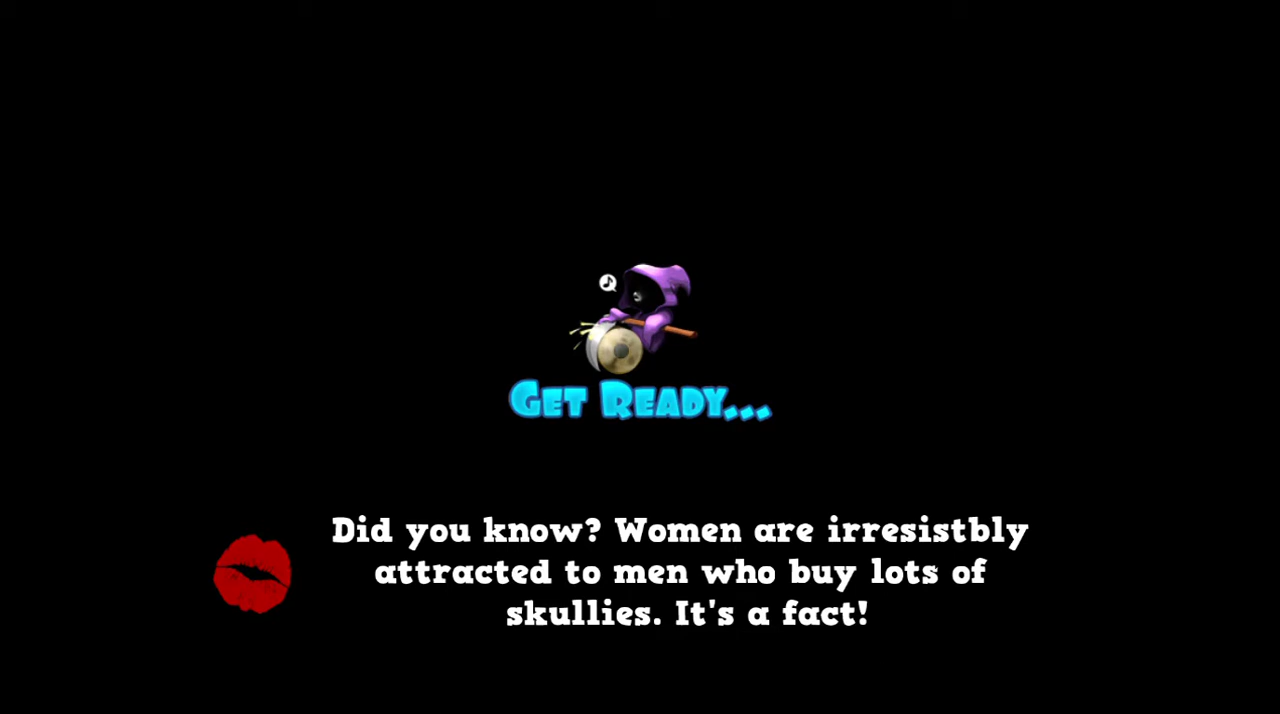 Get Ready...
Did you know? Women are irresistbly
attracted to men who buy lots of
skullies. It's a fact!